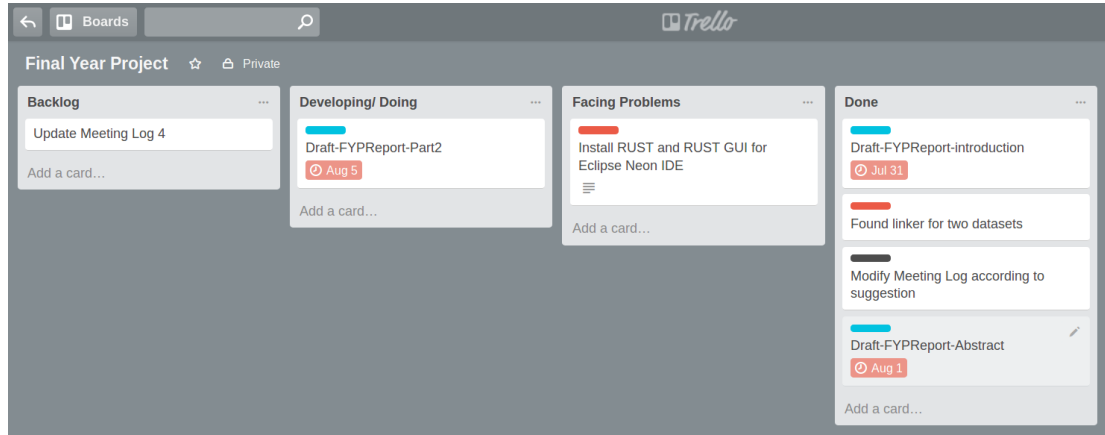 Boards
Trello
Final Year Project
Private
Backlog
Update Meeting Log 4
Add a card…
Developing/ Doing
Draft-FYPReport-Part2
Aug 5
Add a card…
Facing Problems
Install RUST and RUST GUI for
Eclipse Neon IDE
Add a card…
Done
Draft-FYPReport-introduction
Jul 31
Found linker for two datasets
Modify Meeting Log according to
suggestion
Draft-FYPReport-Abstract
Aug 1
Add a card…